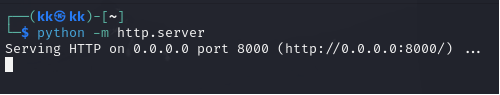 ┌──(kk㉿kk)-[~]
└─$ python -m http.server
Serving HTTP on 0.0.0.0 port 8000 (http://0.0.0.0:8000/) ...